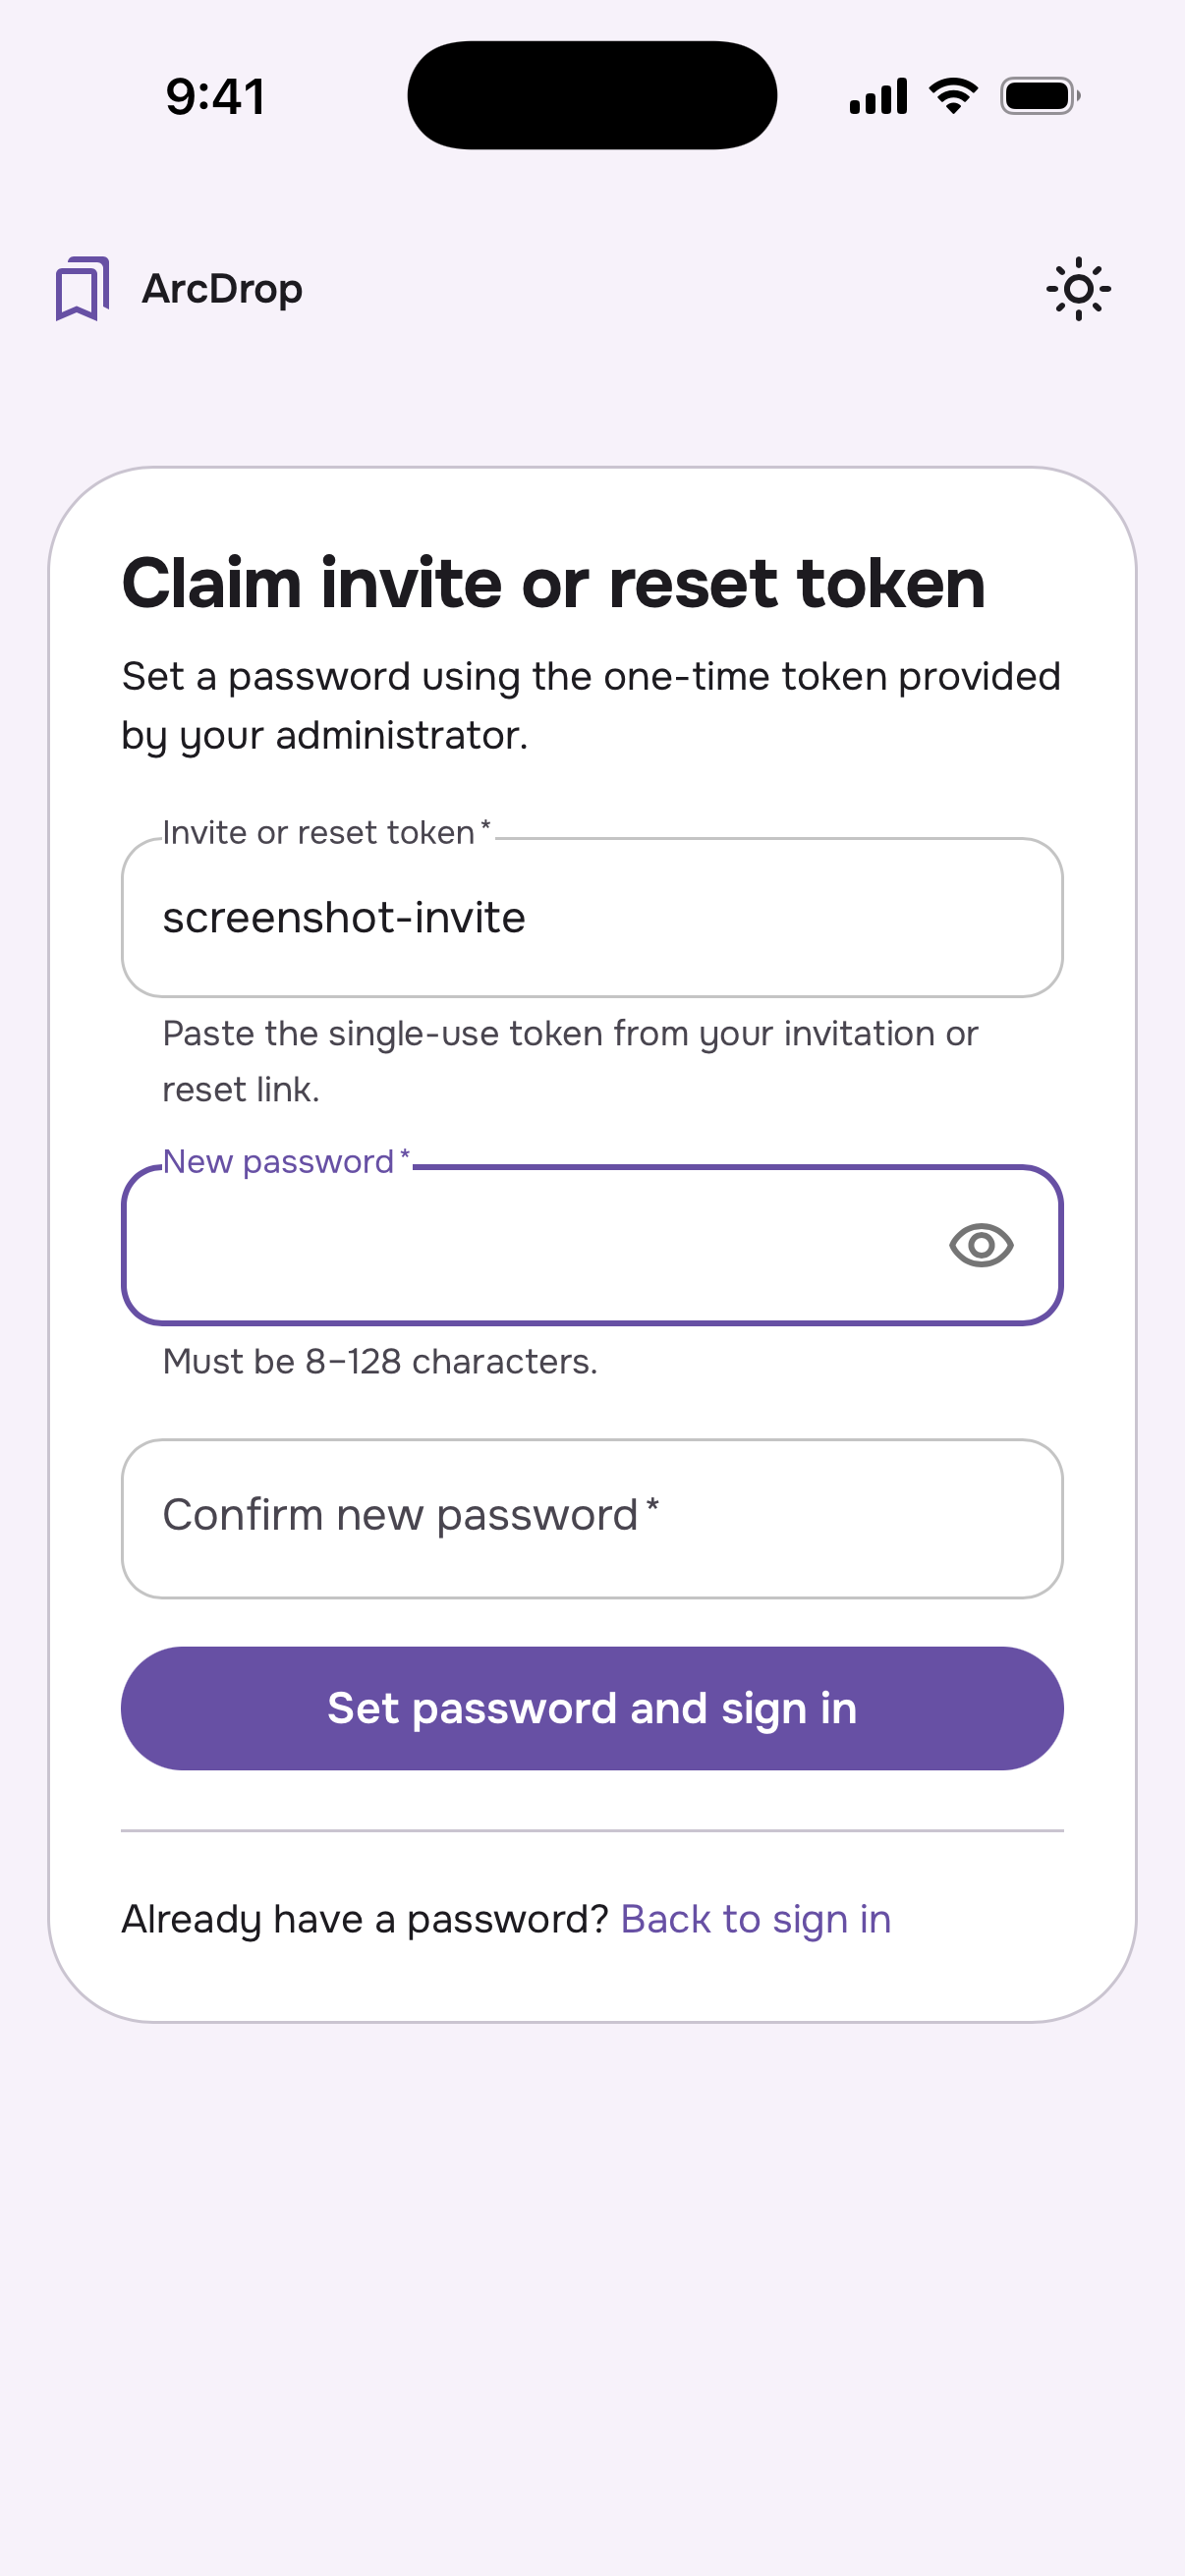 9:41
ArcDrop
Claim invite or reset token
Set a password using the one-time token provided
by your administrator.
Invite or reset token *
screenshot-invite
Paste the single-use token from your invitation or
reset link.
New password *
Must be 8–128 characters.
Confirm new password *
Set password and sign in
Already have a password? Back to sign in